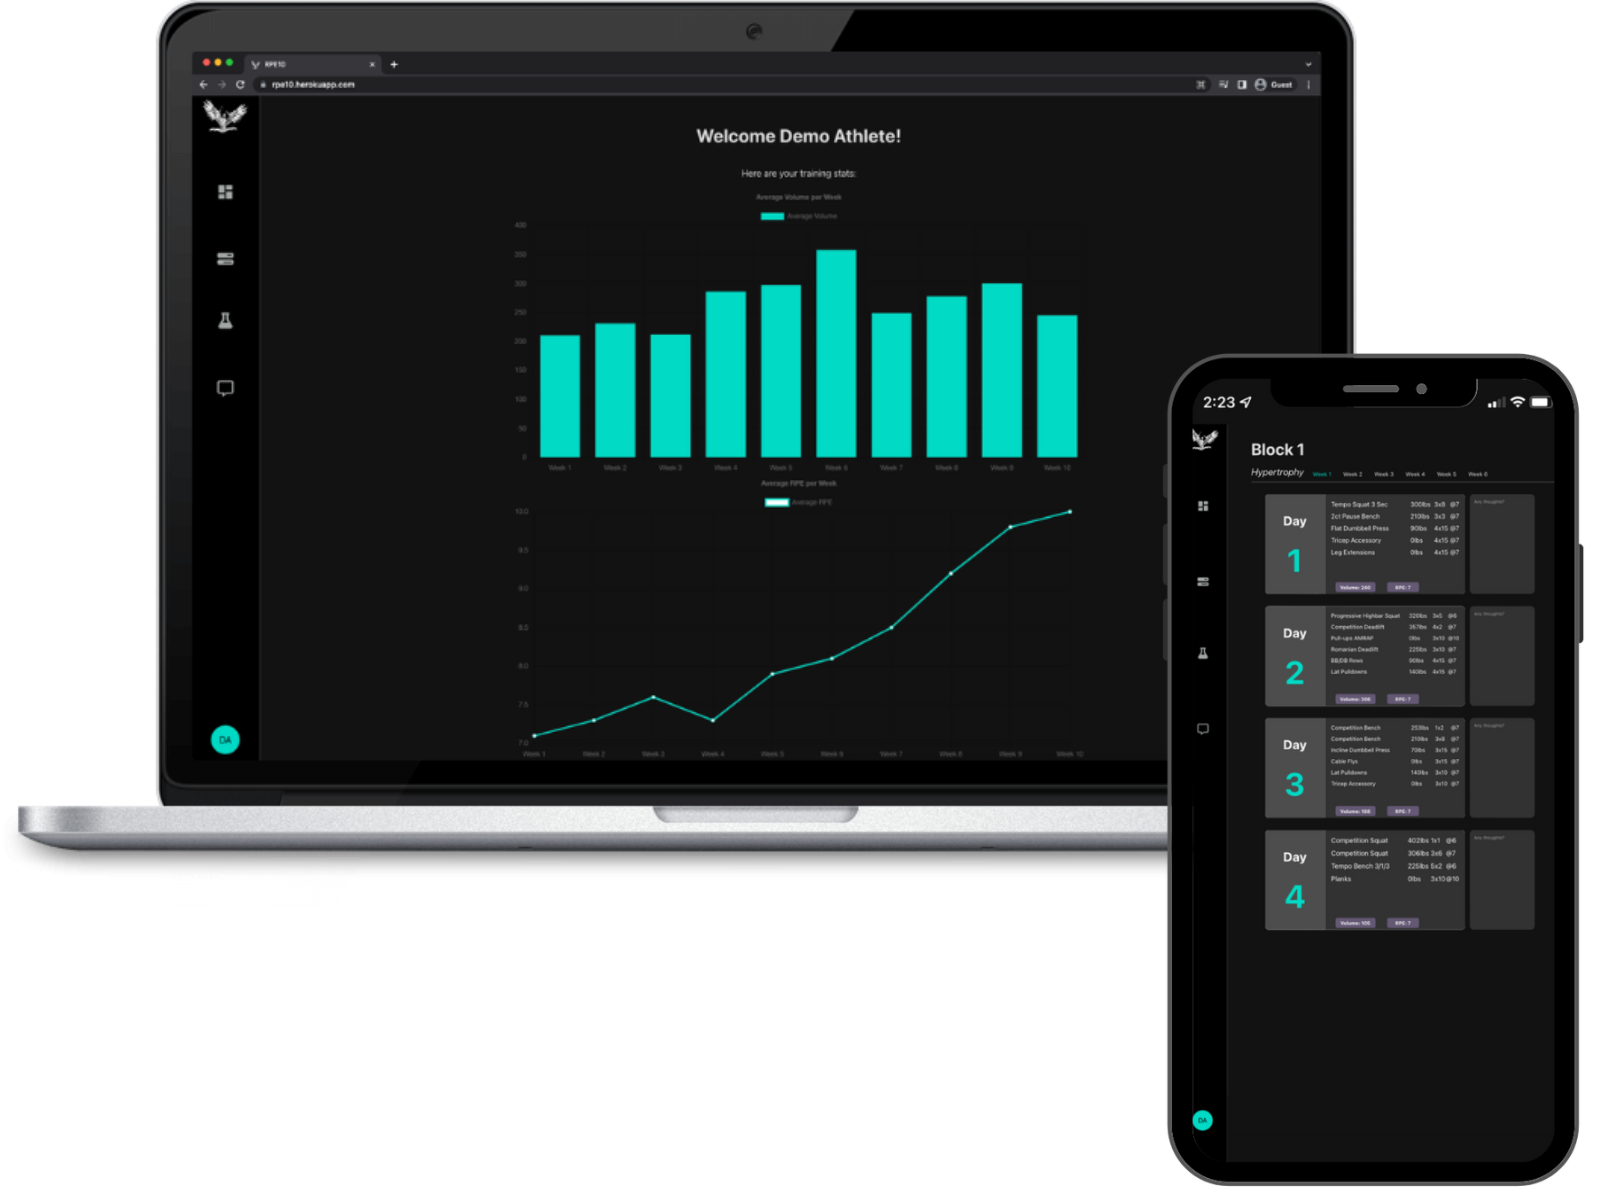 RPE10
rpe10.herokuapp.com
Guest
Welcome Demo Athlete!
Here are your training stats:
Average Volume per Week
Average Volume
400
350
300
250
200
150
100
50
0
Week 1 Week 2 Week 3 Week 4 Week 5 Week 6 Week 7 Week 8 Week 9 Week 10
Average RPE per Week
Average RPE
10.0
9.5
9.0
8.5
8.0
7.5
7.0
Week 1 Week 2 Week 3 Week 4 Week 5 Week 6 Week 7 Week 8 Week 9 Week 10
DA
2:23
Block 1
Hypertrophy Week 1 Week 2 Week 3 Week 4 Week 5 Week 6
Day
1
Tempo Squat 3 Sec 300lbs 3x8 @7
2ct Pause Bench 210lbs 3x3 @7
Flat Dumbbell Press 90lbs 4x15 @7
Tricep Accessory 0lbs 4x15 @7
Leg Extensions 0lbs 4x15 @7
Volume: 240 RPE: 7
Any thoughts?
Day
2
Progressive Highbar Squat 320lbs 3x5 @6
Competition Deadlift 357lbs 4x2 @7
Pull-ups AMRAP 0lbs 3x10 @10
Romanian Deadlift 225lbs 3x10 @7
BB/DB Rows 90lbs 4x15 @7
Lat Pulldowns 140lbs 4x15 @7
RPE: 7
Any thoughts?
Day
3
Competition Bench 253lbs 1x2 @7
Competition Bench 210lbs 3x8 @7
Incline Dumbbell Press 70lbs 3x15 @7
Cable Flys 0lbs 3x15 @7
Lat Pulldowns 140lbs 3x10 @7
Tricep Accessory 0lbs 3x10 @7
RPE: 7
Any thoughts?
Day
4
Competition Squat 402lbs 1x1 @6
Competition Squat 306lbs 3x6 @7
Tempo Bench 3/1/3 225lbs 5x2 @6
Planks 0lbs 3x10 @10
RPE: 7
Any thoughts?
DA